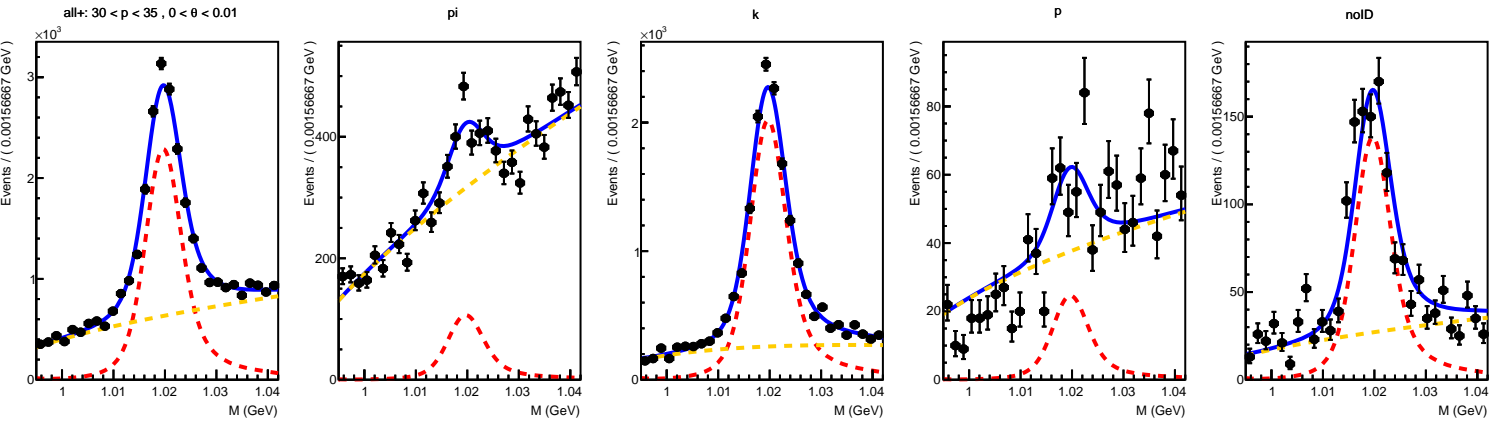 all+: 30 < p < 35 , 0 < θ < 0.01
×10³
Events / ( 0.00156667 GeV )
3
2
1
0
1 1.01 1.02 1.03 1.04
M (GeV)
pi
Events / ( 0.00156667 GeV )
400
200
0
1 1.01 1.02 1.03 1.04
M (GeV)
k
×10³
Events / ( 0.00156667 GeV )
2
1
0
1 1.01 1.02 1.03 1.04
M (GeV)
p
Events / ( 0.00156667 GeV )
80
60
40
20
0
1 1.01 1.02 1.03 1.04
M (GeV)
noID
Events / ( 0.00156667 GeV )
150
100
50
0
1 1.01 1.02 1.03 1.04
M (GeV)